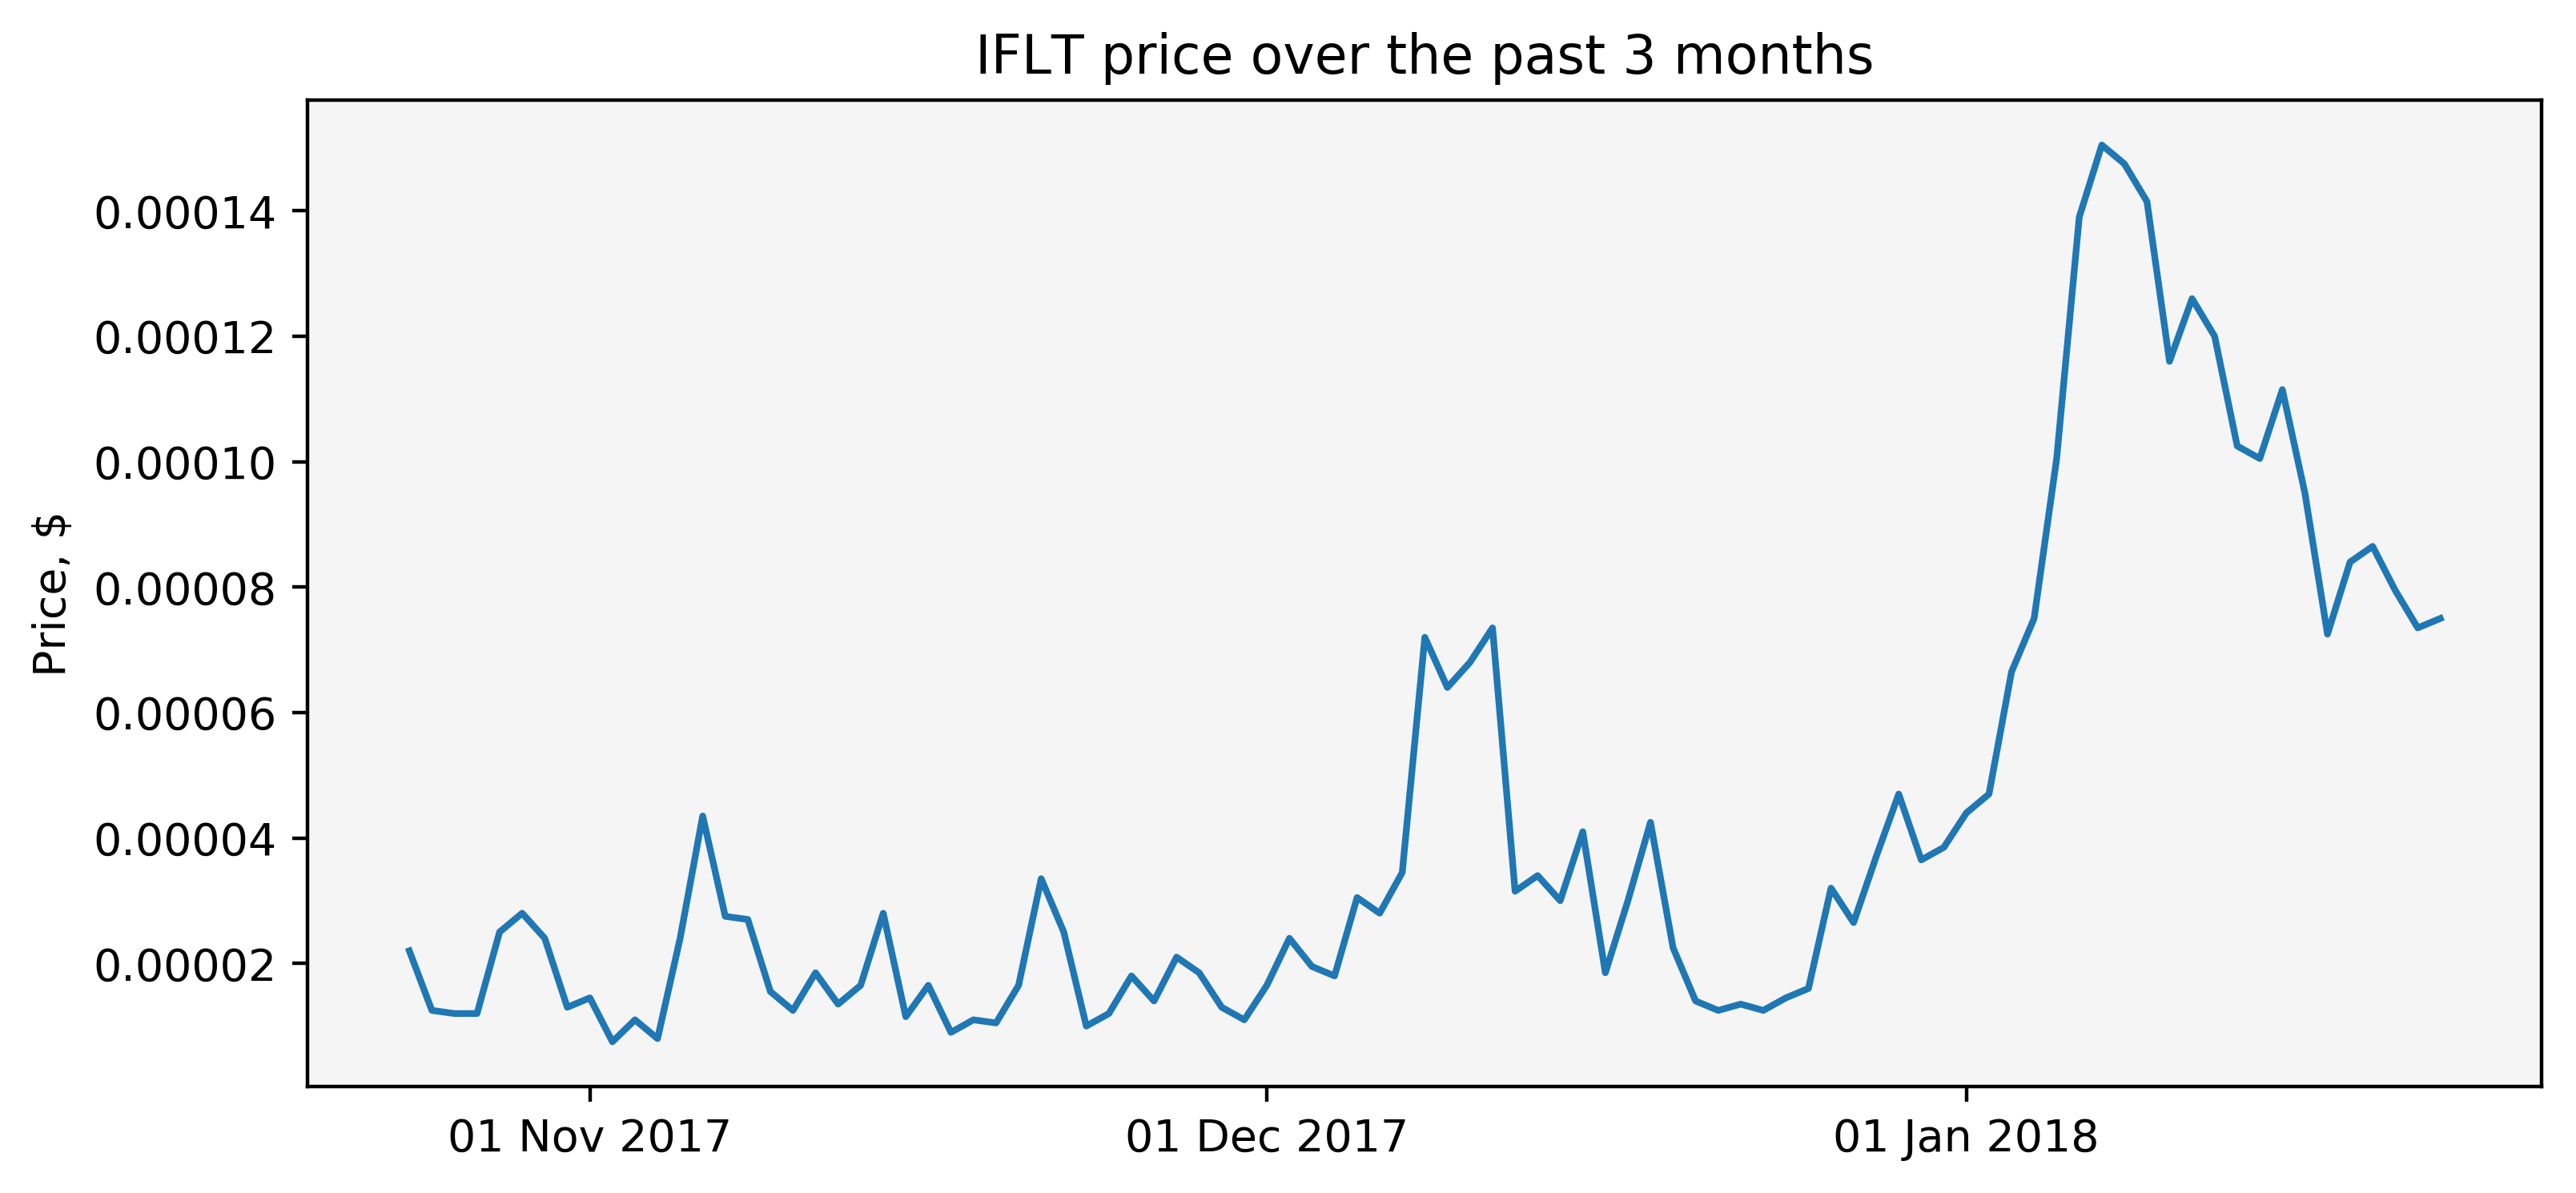 IFLT price over the past 3 months
Price, $
0.00014
0.00012
0.00010
0.00008
0.00006
0.00004
0.00002
01 Nov 2017
01 Dec 2017
01 Jan 2018